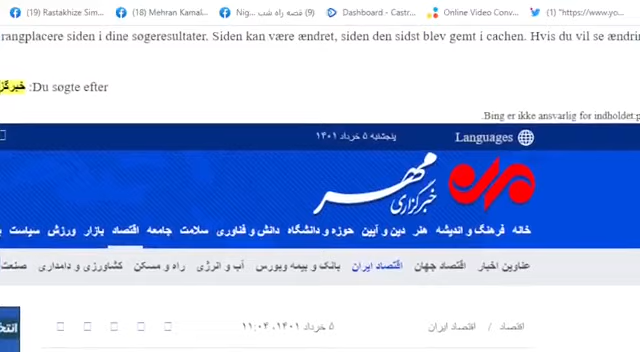 (19) Rastakhize Sim... (18) Mehran Kamal... Nig... قصه راه شب (9) Dashboard - Castr... Online Video Conv... (1) "https://www.yo...
rangplacere siden i dine søgeresultater. Siden kan være ændret, siden den sidst blev gemt i cachen. Hvis du vil se ændrin
Du søgte efter:
.Bing er ikke ansvarlig for indholdet
پنجشنبه ۵ خرداد ۱۴۰۱ Languages
خبرگزاری مهر
خانه فرهنگ و اندیشه هنر دین و آیین حوزه و دانشگاه دانش و فناوری سلامت جامعه اقتصاد بازار ورزش سیاست
عناوین اخبار اقتصاد جهان اقتصاد ایران بانک و بیمه وبورس آب و انرژی راه و مسکن کشاورزی و دامداری صنعت
اقتصاد / اقتصاد ایران ۵ خرداد ۱۴۰۱، ۱۱:۰۴